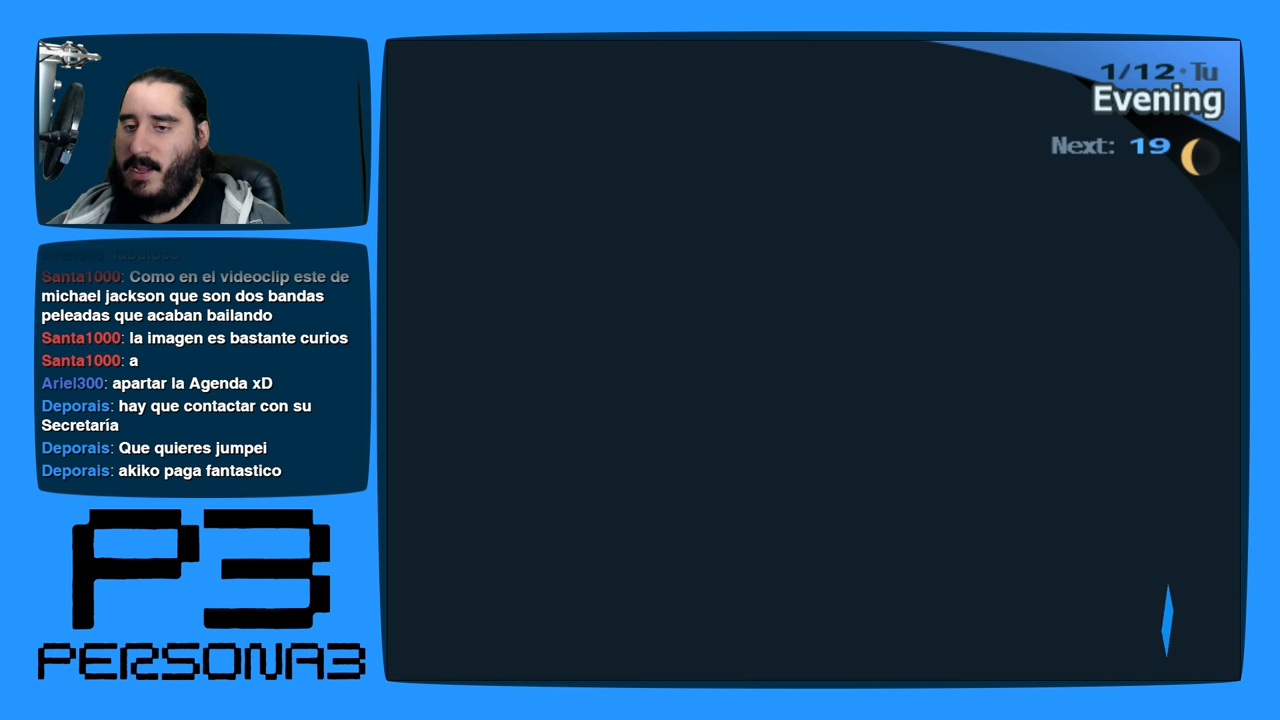 1/12・Tu
Evening
Next: 19
Santa1000: Como en el videoclip este de
michael jackson que son dos bandas
peleadas que acaban bailando
Santa1000: la imagen es bastante curios
Santa1000: a
Ariel300: apartar la Agenda xD
Deporais: hay que contactar con su
Secretaría
Deporais: Que quieres jumpei
Deporais: akiko paga fantastico
P3
PERSONA3